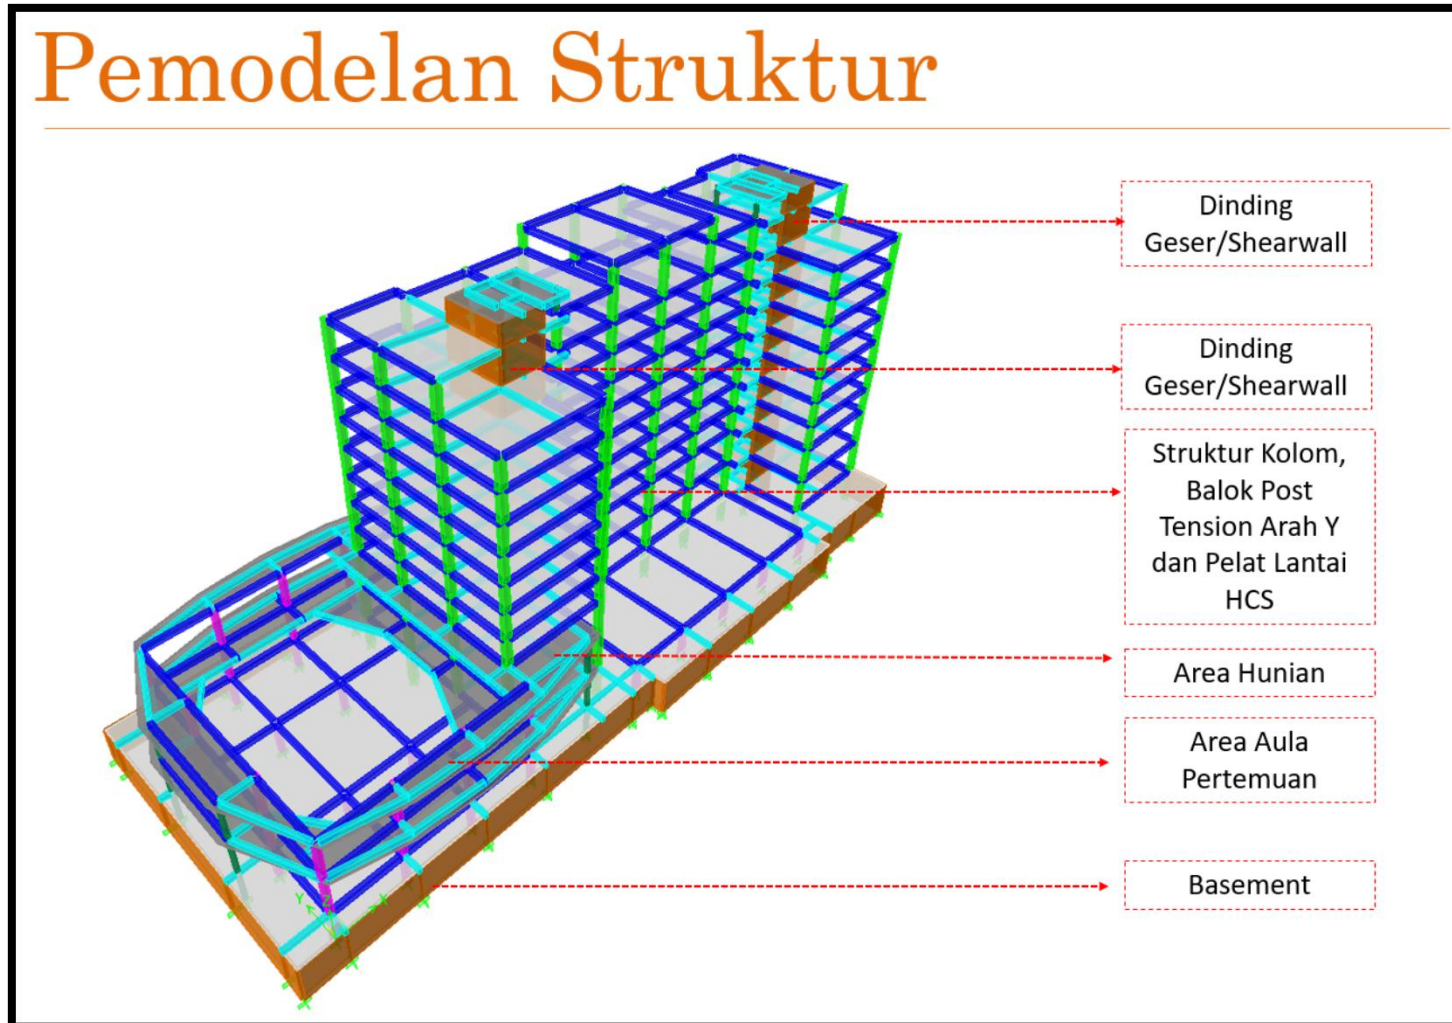 Pemodelan Struktur
Dinding
Geser/Shearwall
Dinding
Geser/Shearwall
Struktur Kolom,
Balok Post
Tension Arah Y
dan Pelat Lantai
HCS
Area Hunian
Area Aula
Pertemuan
Basement
Y
Z
X